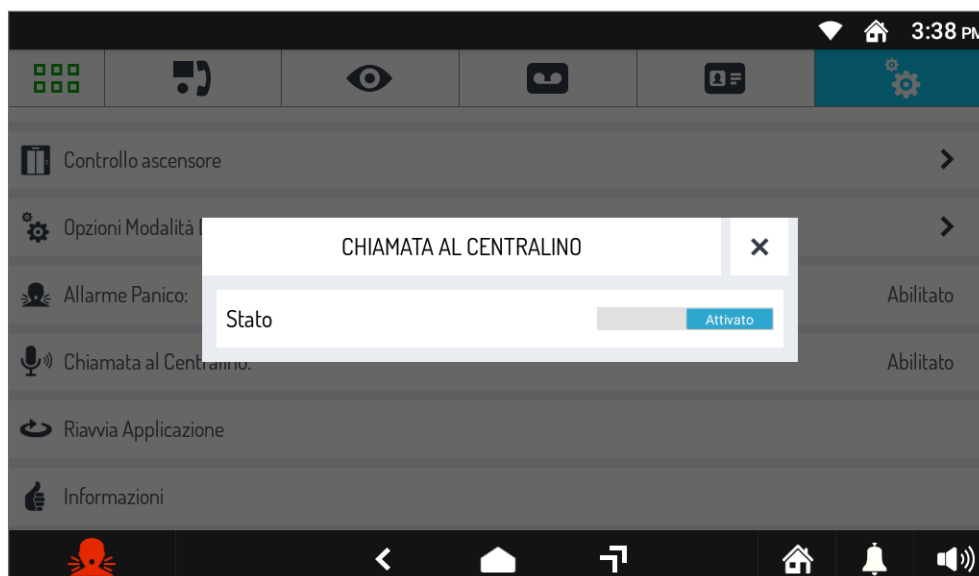 3:38 PM
Controllo ascensore
Opzioni Modalità
CHIAMATA AL CENTRALINO
Allarme Panico:
Abilitato
Stato
Attivato
Chiamata al Centralino:
Abilitato
Riavvia Applicazione
Informazioni